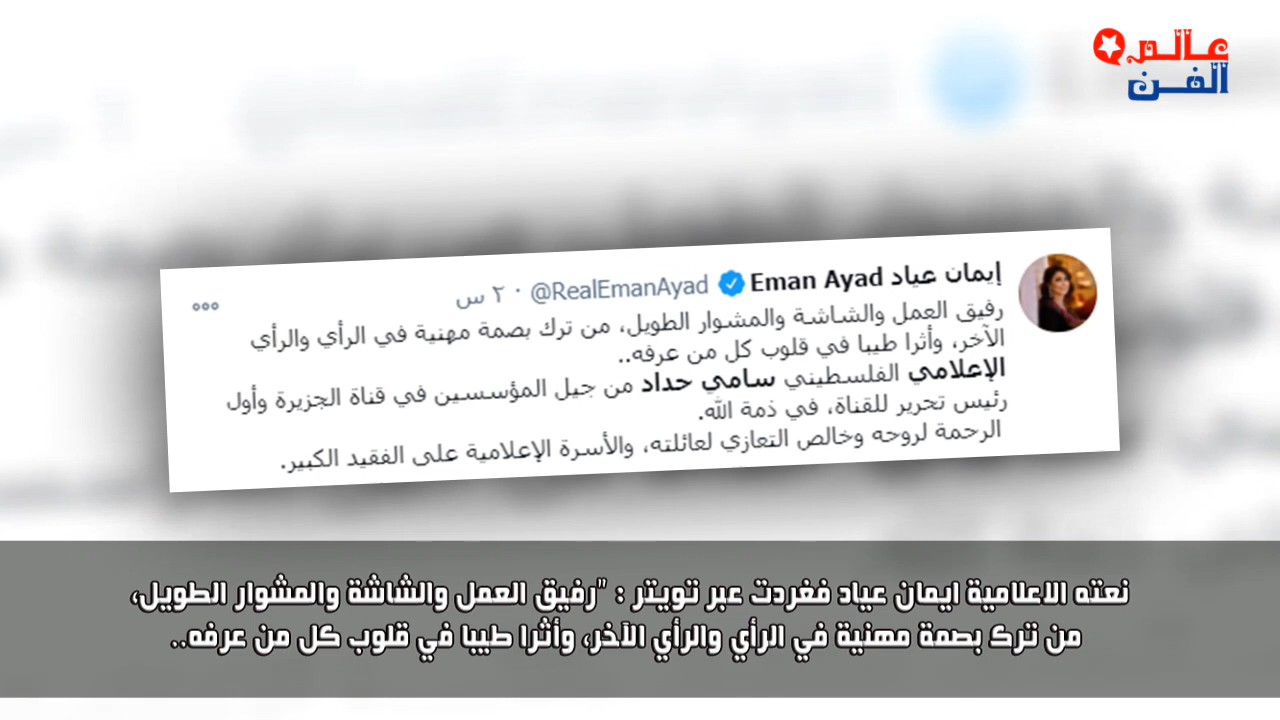 عالم
الفن
إيمان عياد Eman Ayad @RealEmanAyad · ٢ س
رفيق العمل والشاشة والمشوار الطويل، من ترك بصمة مهنية في الرأي والرأي
الآخر، وأثرا طيبا في قلوب كل من عرفه..
الإعلامي الفلسطيني سامي حداد من جيل المؤسسين في قناة الجزيرة وأول
رئيس تحرير للقناة، في ذمة الله.
الرحمة لروحه وخالص التعازي لعائلته، والأسرة الإعلامية على الفقيد الكبير.
نعته الاعلامية ايمان عياد فغردت عبر تويتر : "رفيق العمل والشاشة والمشوار الطويل،
من ترك بصمة مهنية في الرأي والرأي الآخر، وأثرا طيبا في قلوب كل من عرفه..